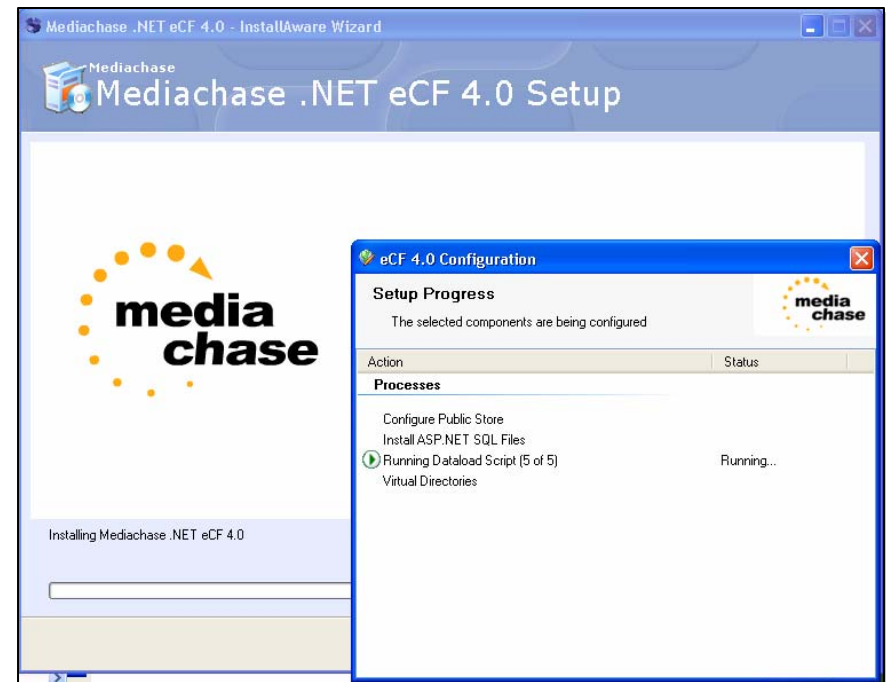 Mediachase .NET eCF 4.0 - InstallAware Wizard
Mediachase
Mediachase .NET eCF 4.0 Setup
media
chase
Installing Mediachase .NET eCF 4.0
eCF 4.0 Configuration
Setup Progress
The selected components are being configured
media
chase
Action Status
Processes
Configure Public Store
Install ASP.NET SQL Files
Running Dataload Script (5 of 5) Running...
Virtual Directories